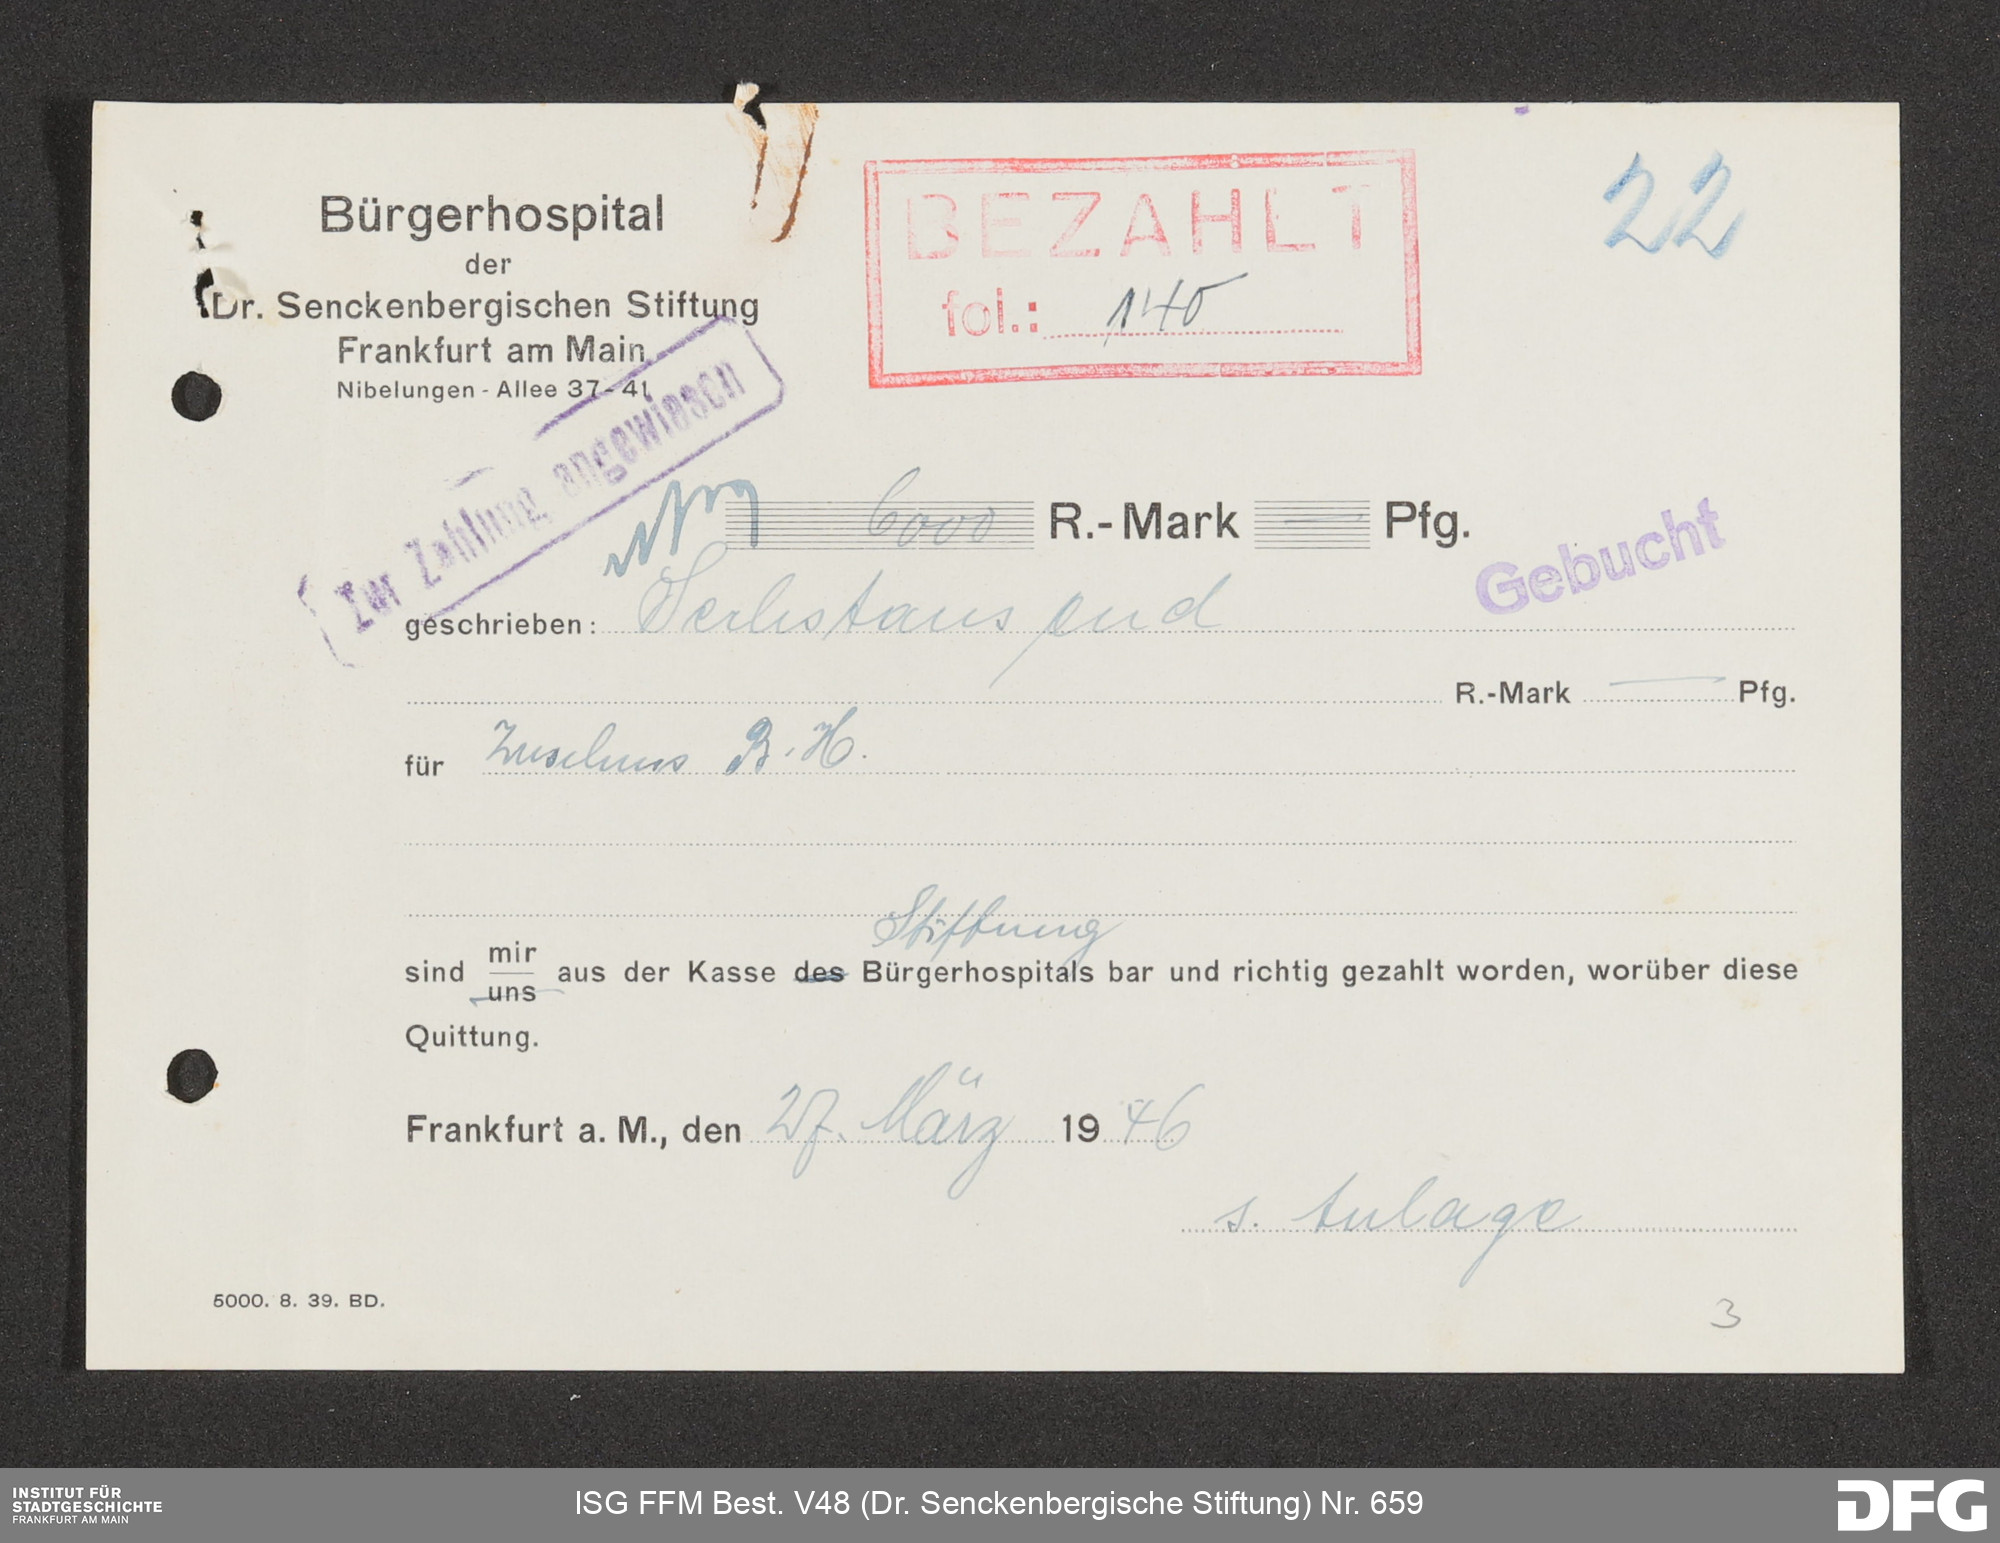 22
Bürgerhospital
der
Dr. Senckenbergischen Stiftung
Frankfurt am Main
Nibelungen - Allee 37-41
BEZAHLT
fol.: 140
Zur Zahlung angewiesen
6000 R.-Mark — Pfg.
Gebucht
geschrieben: Sechstausend
R.-Mark — Pfg.
für Zuschuss B. H.
Stiftung
sind mir
uns aus der Kasse des Bürgerhospitals bar und richtig gezahlt worden, worüber diese
Quittung.
Frankfurt a. M., den 27. März 1946
s. Anlage
5000. 8. 39. BD.
3
INSTITUT FÜR
STADTGESCHICHTE
FRANKFURT AM MAIN
ISG FFM Best. V48 (Dr. Senckenbergische Stiftung) Nr. 659
DFG